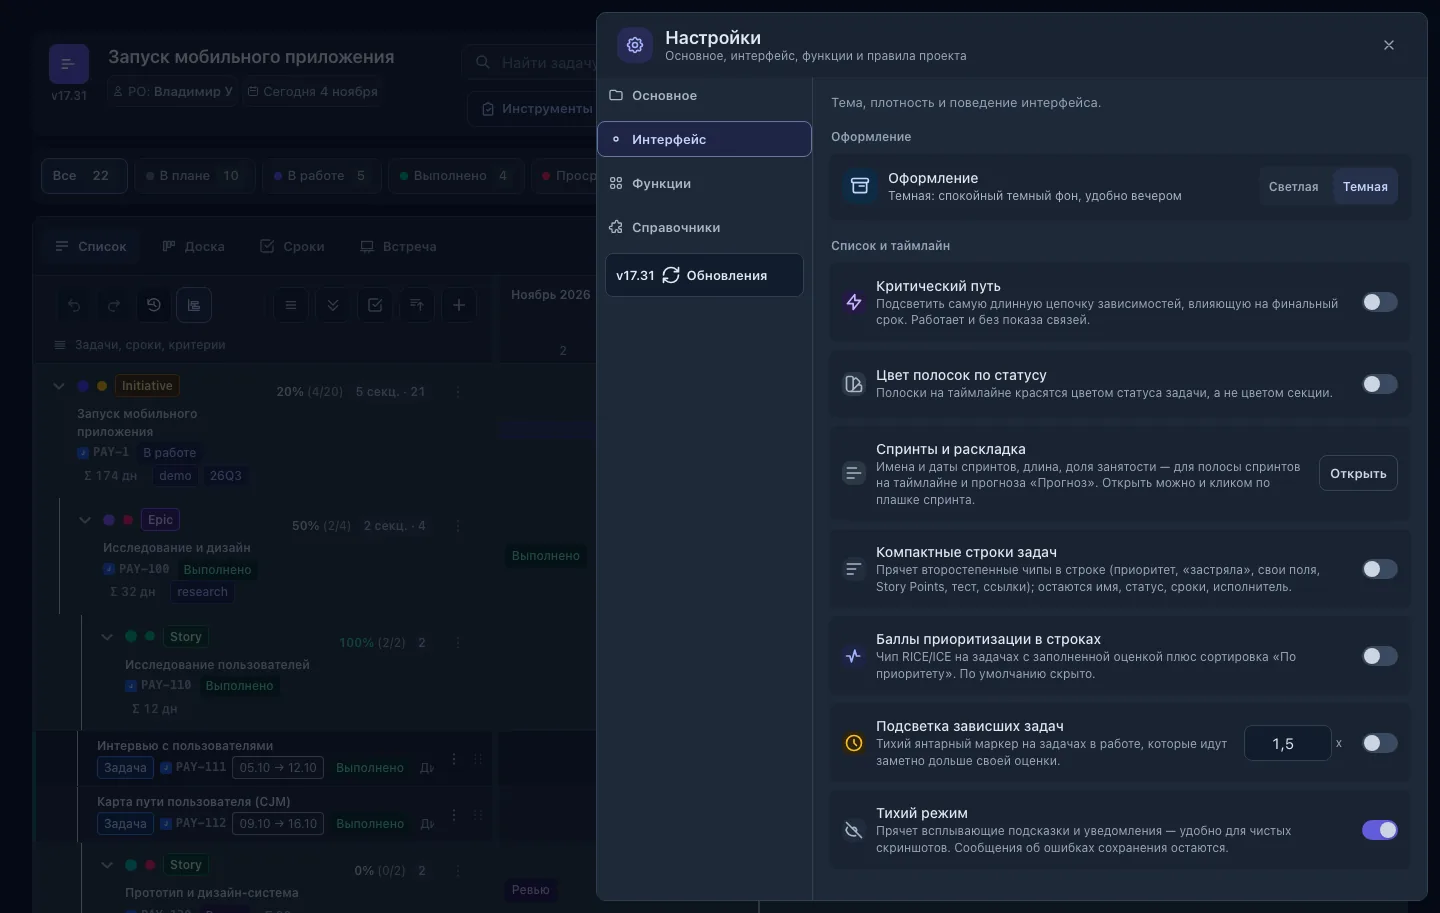 Запуск мобильного приложения
v17.31
РО: Владимир У
Сегодня 4 ноября
Найти задачу
Инструменты
Все 22
В плане 10
В работе 5
Выполнено 4
Проср
Список
Доска
Сроки
Встреча
Ноябрь 2026
Задачи, сроки, критерии
2
Initiative
20% (4/20) 5 секц. · 21
Запуск мобильного
приложения
PAY-1 В работе
Σ 174 дн demo 26Q3
Epic
50% (2/4) 2 секц. · 4
Исследование и дизайн
PAY-100 Выполнено
Σ 32 дн research
Выполнено
Story
100% (2/2) 2
Исследование пользователей
PAY-110 Выполнено
Σ 12 дн
Интервью с пользователями
Задача PAY-111 05.10 → 12.10 Выполнено
Карта пути пользователя (CJM)
Задача PAY-112 09.10 → 16.10 Выполнено
Story
0% (0/2) 2
Прототип и дизайн-система
Ревью
Настройки
Основное, интерфейс, функции и правила проекта
Основное
Интерфейс
Функции
Справочники
v17.31 Обновления
Тема, плотность и поведение интерфейса.
Оформление
Оформление
Темная: спокойный темный фон, удобно вечером
Светлая
Темная
Список и таймлайн
Критический путь
Подсветить самую длинную цепочку зависимостей, влияющую на финальный
срок. Работает и без показа связей.
Цвет полосок по статусу
Полоски на таймлайне красятся цветом статуса задачи, а не цветом секции.
Спринты и раскладка
Имена и даты спринтов, длина, доля занятости — для полосы спринтов
на таймлайне и прогноза «Прогноз». Открыть можно и кликом по
плашке спринта.
Открыть
Компактные строки задач
Прячет второстепенные чипы в строке (приоритет, «застряла», свои поля,
Story Points, тест, ссылки); остаются имя, статус, сроки, исполнитель.
Баллы приоритизации в строках
Чип RICE/ICE на задачах с заполненной оценкой плюс сортировка «По
приоритету». По умолчанию скрыто.
Подсветка зависших задач
Тихий янтарный маркер на задачах в работе, которые идут
заметно дольше своей оценки.
1,5 x
Тихий режим
Прячет всплывающие подсказки и уведомления — удобно для чистых
скриншотов. Сообщения об ошибках сохранения остаются.